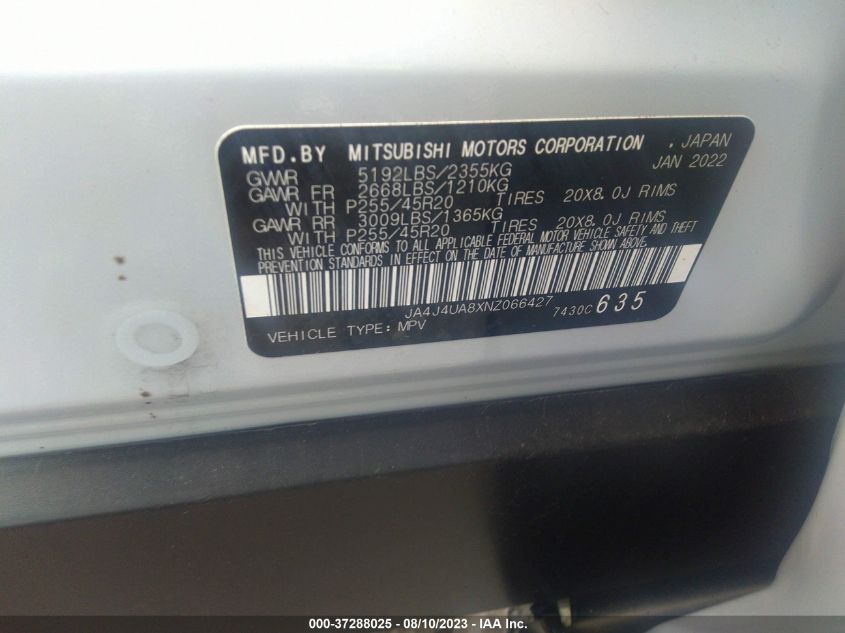 MFD.BY MITSUBISHI MOTORS CORPORATION . JAPAN
JAN 2022
GVWR 5192LBS/2355KG
GAWR FR 2668LBS/1210KG
WITH P255/45R20 TIRES 20X8.0J RIMS
GAWR RR 3009LBS/1365KG
WITH P255/45R20 TIRES 20X8.0J RIMS
THIS VEHICLE CONFORMS TO ALL APPLICABLE FEDERAL MOTOR VEHICLE SAFETY AND THEFT
PREVENTION STANDARDS IN EFFECT ON THE DATE OF MANUFACTURE SHOWN ABOVE.
JA4J4UA8XNZ066427 7430C 635
VEHICLE TYPE: MPV
000-37288025 - 08/10/2023 - IAA Inc.